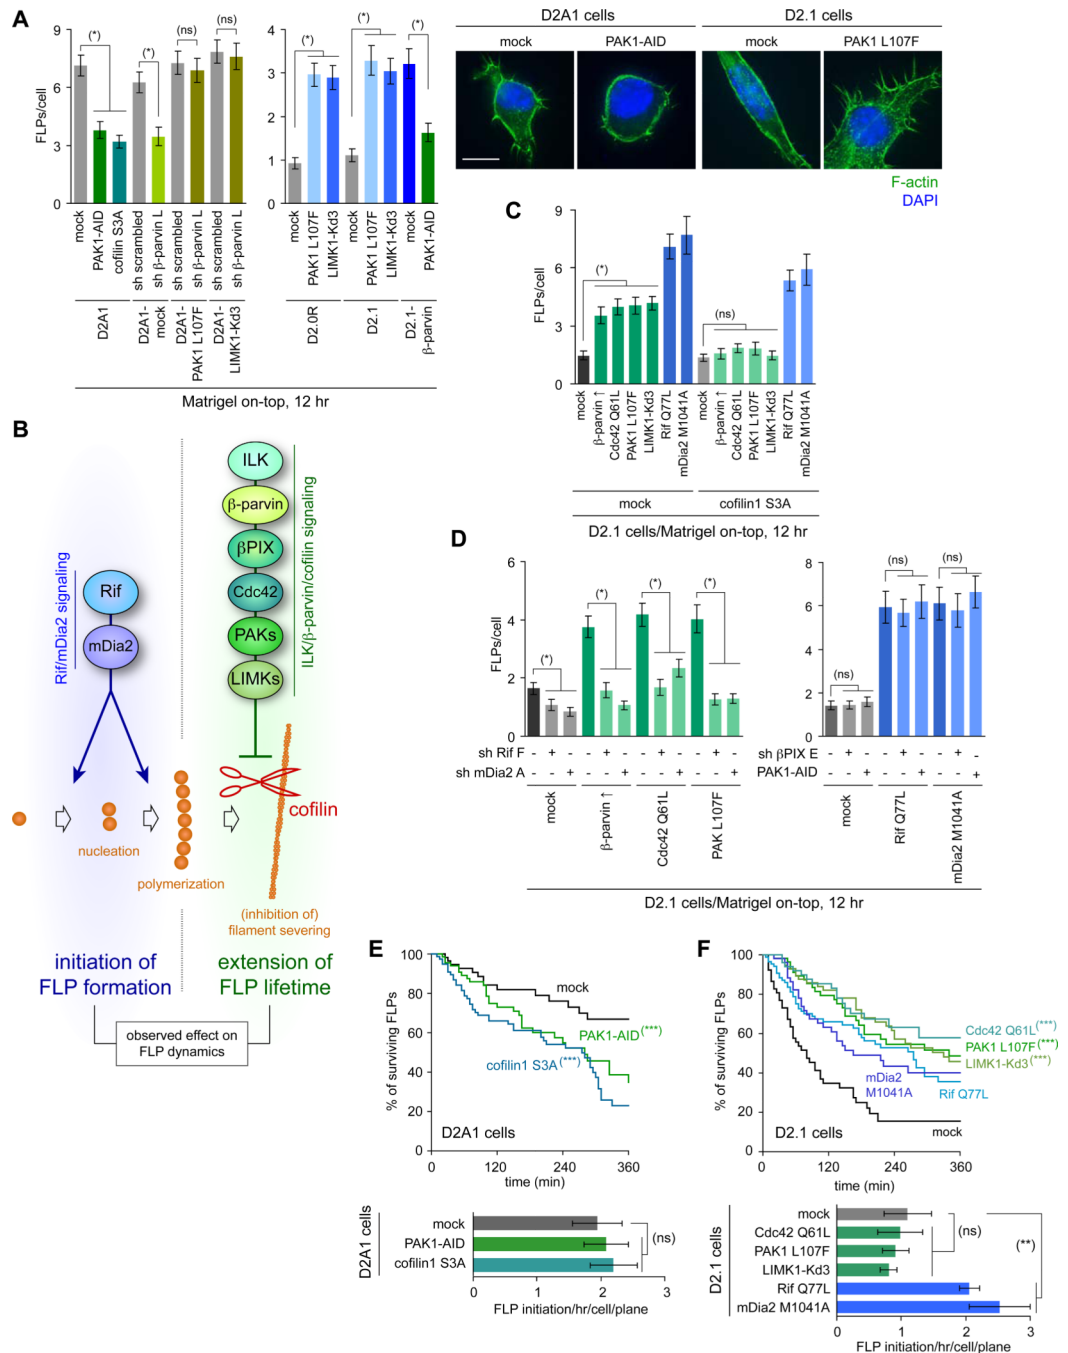 A
9
6
3
0
FLPs/cell
(*)
(*)
(ns)
(ns)
mock
PAK1-AID
cofilin S3A
sh scrambled
sh β-parvin L
sh scrambled
sh β-parvin L
sh scrambled
sh β-parvin L
D2A1
D2A1-
mock
D2A1-
PAK1 L107F
D2A1-
LIMK1-Kd3
4
3
2
1
0
(*)
(*)
(*)
mock
PAK1 L107F
LIMK1-Kd3
mock
PAK1 L107F
LIMK1-Kd3
mock
PAK1-AID
D2.0R
D2.1
D2.1-
β-parvin
Matrigel on-top, 12 hr
D2A1 cells
D2.1 cells
mock
PAK1-AID
mock
PAK1 L107F
F-actin
DAPI
C
9
6
3
0
FLPs/cell
(*)
(ns)
mock
β-parvin ↑
Cdc42 Q61L
PAK1 L107F
LIMK1-Kd3
Rif Q77L
mDia2 M1041A
mock
β-parvin ↑
Cdc42 Q61L
PAK1 L107F
LIMK1-Kd3
Rif Q77L
mDia2 M1041A
mock
cofilin1 S3A
D2.1 cells/Matrigel on-top, 12 hr
B
Rif/mDia2 signaling
Rif
mDia2
ILK
β-parvin
βPIX
Cdc42
PAKs
LIMKs
ILK/β-parvin/cofilin signaling
cofilin
nucleation
polymerization
(inhibition of)
filament severing
initiation of
FLP formation
extension of
FLP lifetime
observed effect on
FLP dynamics
D
6
4
2
0
FLPs/cell
(*)
(*)
(*)
(*)
sh Rif F - + - - + - - + - - + -
sh mDia2 A - - + - - + - - + - - +
mock
β-parvin ↑
Cdc42 Q61L
PAK L107F
8
6
4
2
0
(ns)
(ns)
(ns)
sh βPIX E - + - - + - - + -
PAK1-AID - - + - - + - - +
mock
Rif Q77L
mDia2 M1041A
D2.1 cells/Matrigel on-top, 12 hr
E
100
80
60
40
20
0
% of surviving FLPs
mock
PAK1-AID(***)
cofilin1 S3A(***)
D2A1 cells
0 120 240 360
time (min)
D2A1 cells
mock
PAK1-AID
cofilin1 S3A
(ns)
0 1 2 3
FLP initiation/hr/cell/plane
F
100
80
60
40
20
0
% of surviving FLPs
Cdc42 Q61L(***)
PAK1 L107F(***)
LIMK1-Kd3(***)
mDia2
M1041A
Rif Q77L
mock
D2.1 cells
0 120 240 360
time (min)
D2.1 cells
mock
Cdc42 Q61L
PAK1 L107F
LIMK1-Kd3
Rif Q77L
mDia2 M1041A
(ns)
(**)
0 1 2 3
FLP initiation/hr/cell/plane